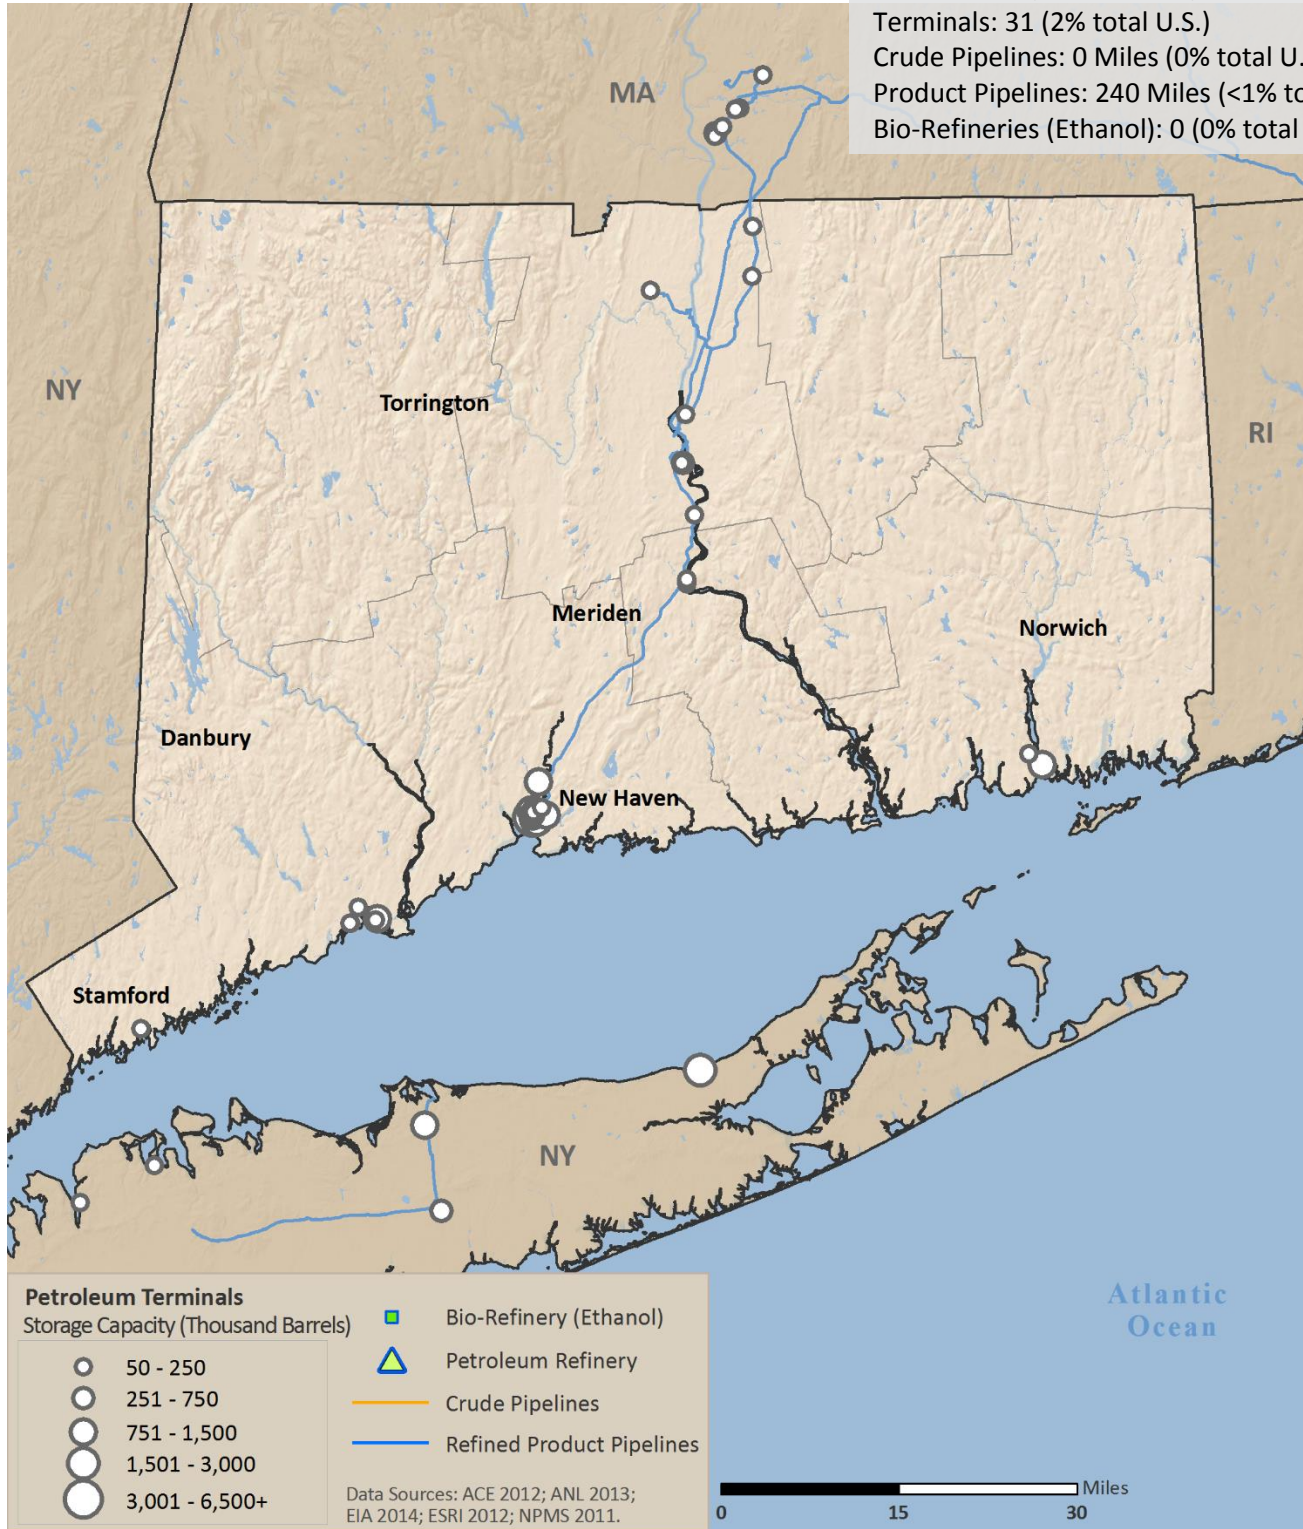 Terminals: 31 (2% total U.S.)
Crude Pipelines: 0 Miles (0% total U.
Product Pipelines: 240 Miles (<1% to
Bio-Refineries (Ethanol): 0 (0% total
MA
NY
Torrington
RI
Meriden
Norwich
Danbury
New Haven
Stamford
NY
Atlantic
Ocean
Petroleum Terminals
Storage Capacity (Thousand Barrels)
50 - 250
251 - 750
751 - 1,500
1,501 - 3,000
3,001 - 6,500+
Bio-Refinery (Ethanol)
Petroleum Refinery
Crude Pipelines
Refined Product Pipelines
Data Sources: ACE 2012; ANL 2013;
EIA 2014; ESRI 2012; NPMS 2011.
Miles
0 15 30